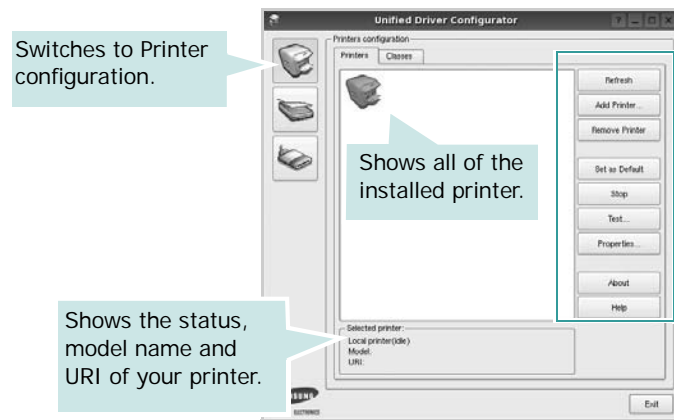 Unified Driver Configurator
Switches to Printer
configuration.
Printers configuration
Printers Classes
Refresh
Add Printer...
Remove Printer
Set as Default
Stop
Test...
Properties...
About
Help
Shows all of the
installed printer.
Shows the status,
model name and
URI of your printer.
Selected printer:
Local printer(idle)
Model:
URI:
Exit